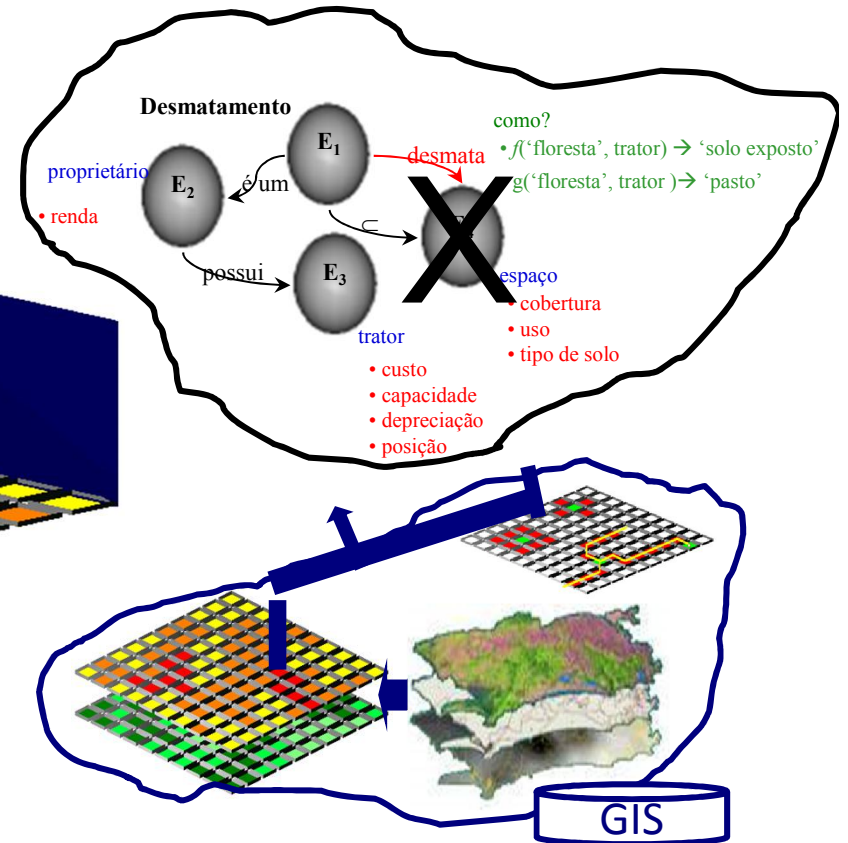 Desmatamento
E1
desmata
como?
• f(‘floresta’, trator) → ‘solo exposto’
g(‘floresta’, trator )→ ‘pasto’
proprietário
E2
é um
• renda
⊂
possui
E3
espaço
• cobertura
• uso
• tipo de solo
trator
• custo
• capacidade
• depreciação
• posição
GIS